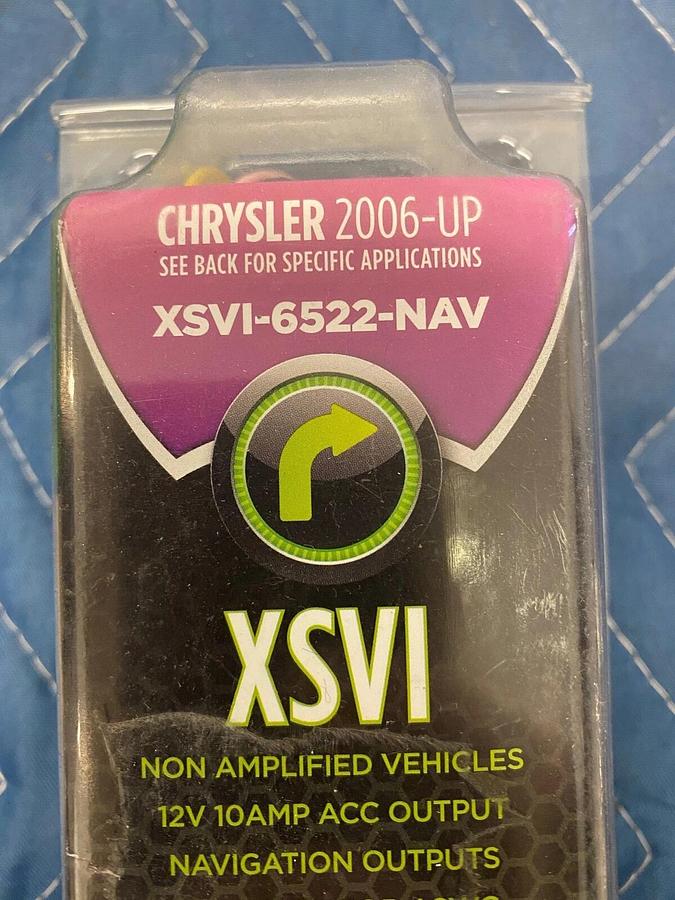 CHRYSLER 2006-UP
SEE BACK FOR SPECIFIC APPLICATIONS
XSVI-6522-NAV
XSVI
NON AMPLIFIED VEHICLES
12V 10AMP ACC OUTPUT
NAVIGATION OUTPUTS